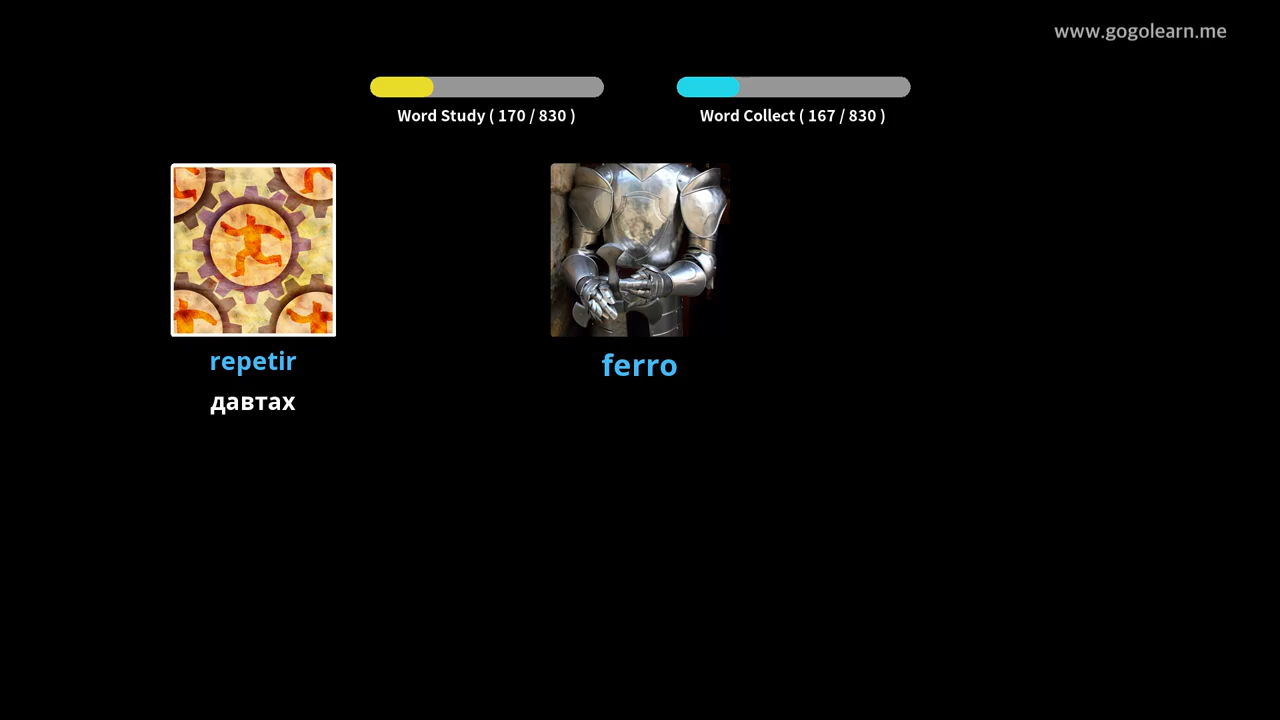 www.gogolearn.me
Word Study ( 170 / 830 )
Word Collect ( 167 / 830 )
repetir
давтах
ferro